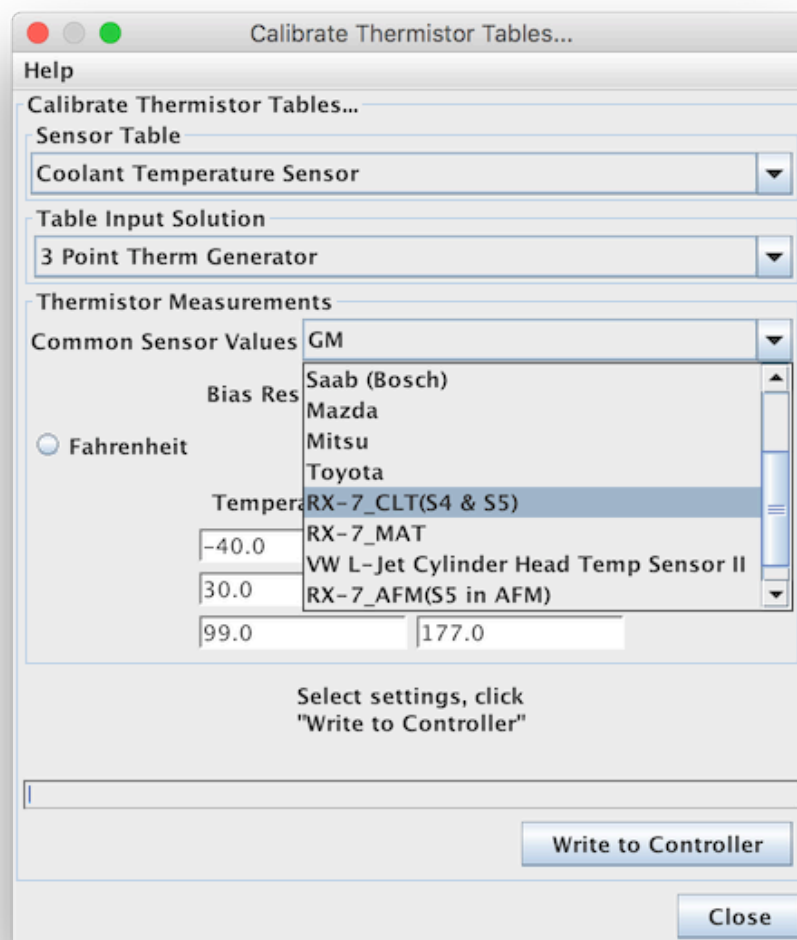 Calibrate Thermistor Tables...
Help
Calibrate Thermistor Tables...
Sensor Table
Coolant Temperature Sensor
Table Input Solution
3 Point Therm Generator
Thermistor Measurements
Common Sensor Values GM
Saab (Bosch)
Bias Res
Mazda
Mitsu
Fahrenheit
Toyota
Tempera RX-7_CLT(S4 & S5)
RX-7_MAT
-40.0
VW L-Jet Cylinder Head Temp Sensor II
30.0 RX-7_AFM(S5 in AFM)
99.0 177.0
Select settings, click
"Write to Controller"
Write to Controller
Close